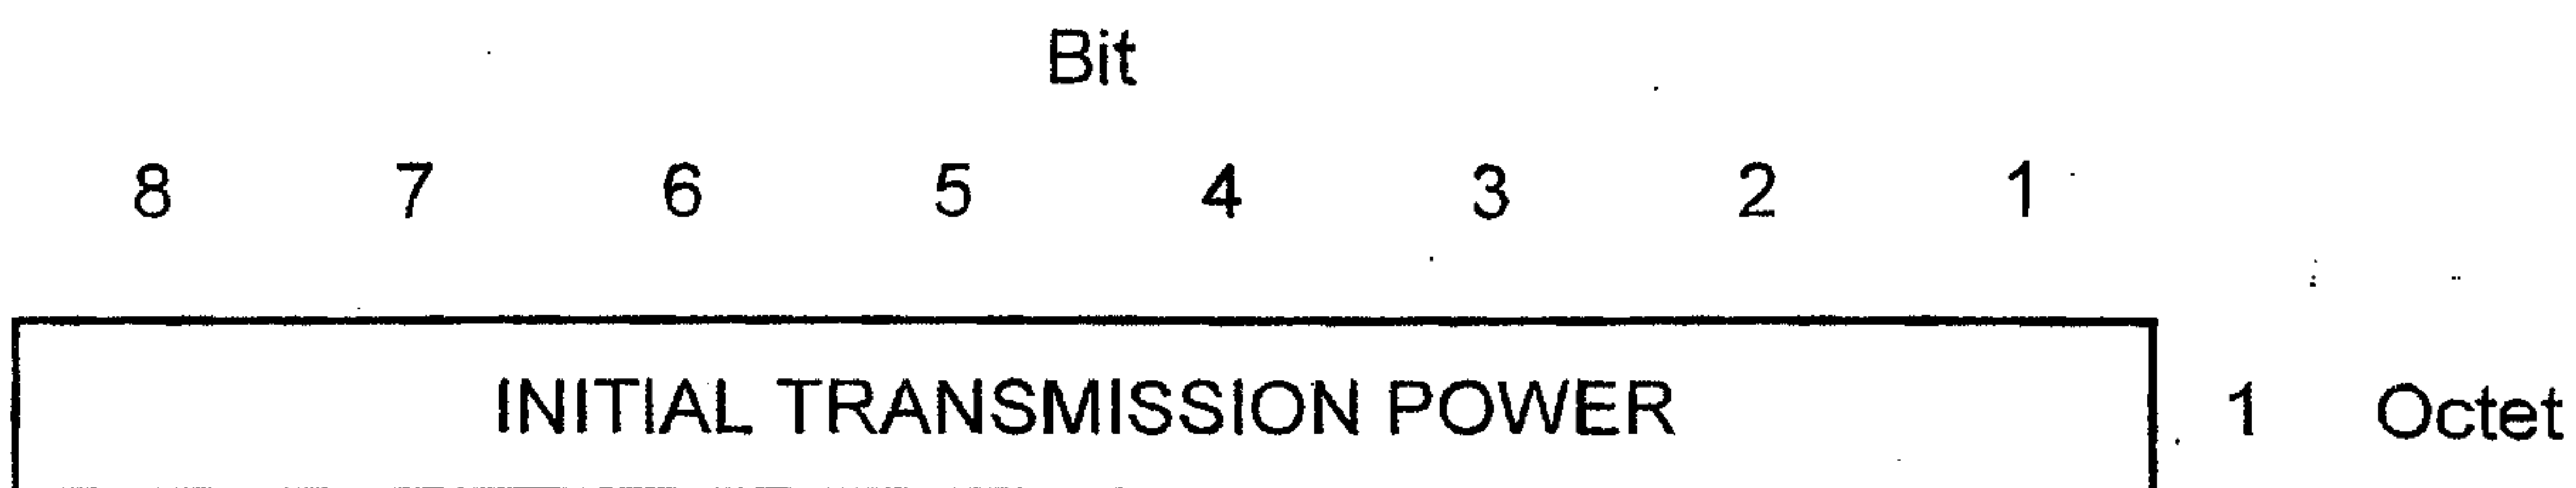 Bit
8 7 6 5 4 3 2 1
INITIAL TRANSMISSION POWER 1 Octet